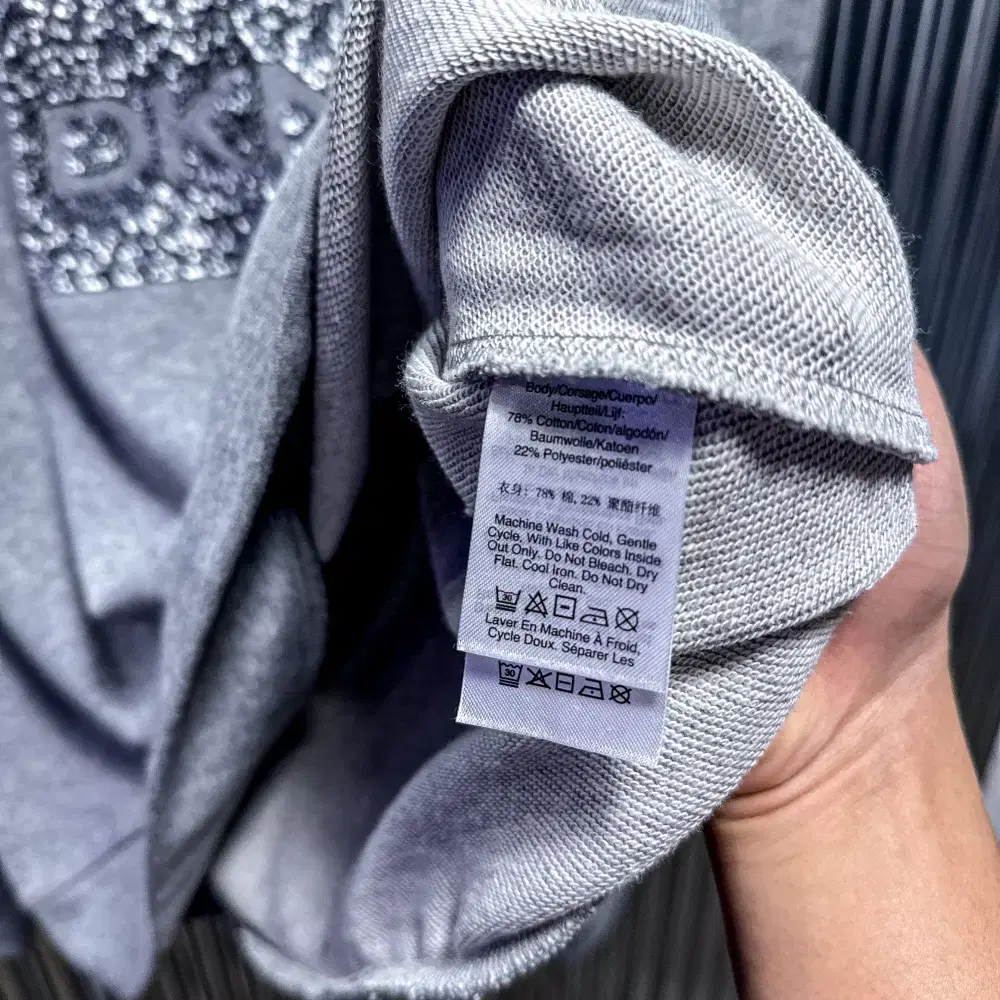 DK
Body/Corsage/Cuerpo/
Hauptteil/Lijf:
78% Cotton/Coton/algodón/
Baumwolle/Katoen
22% Polyester/poliéster
衣身: 78% 棉, 22% 聚酯纤维
Machine Wash Cold, Gentle
Cycle, With Like Colors Inside
Out Only. Do Not Bleach. Dry
Flat. Cool Iron. Do Not Dry
Clean.
30
Laver En Machine À Froid,
Cycle Doux. Séparer Les
30